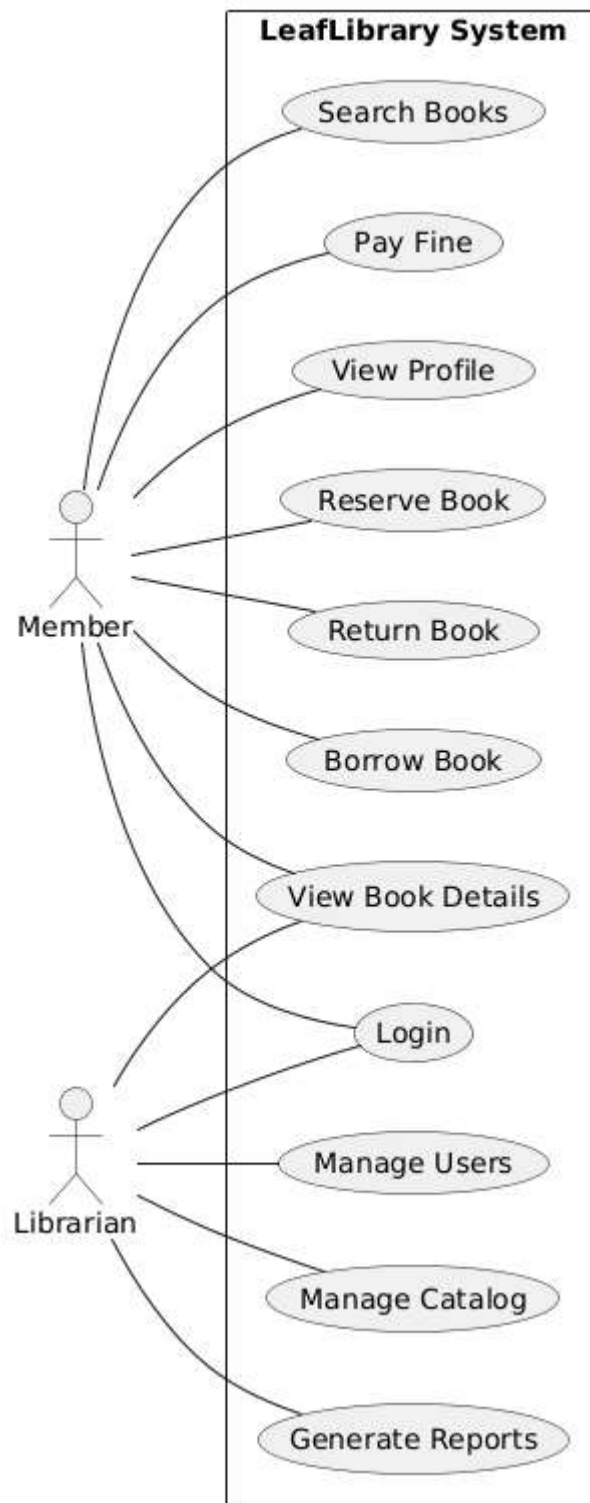 LeafLibrary System
Search Books
Pay Fine
View Profile
Reserve Book
Return Book
Member
Borrow Book
View Book Details
Login
Manage Users
Librarian
Manage Catalog
Generate Reports